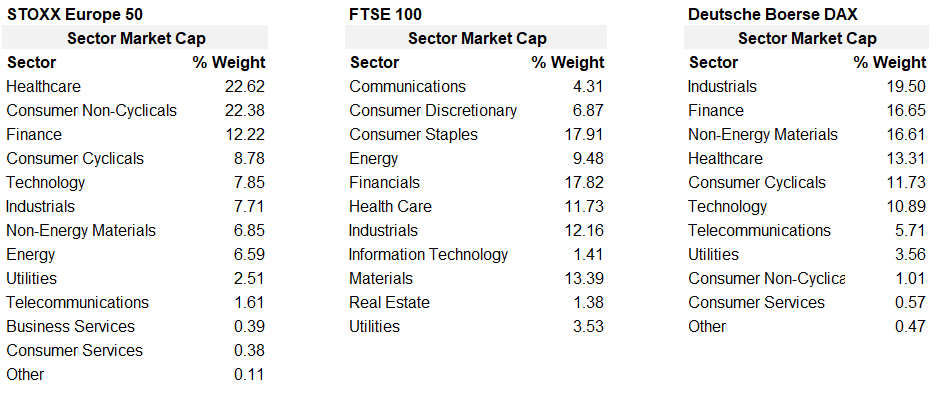 STOXX Europe 50
Sector Market Cap
Sector % Weight
Healthcare 22.62
Consumer Non-Cyclicals 22.38
Finance 12.22
Consumer Cyclicals 8.78
Technology 7.85
Industrials 7.71
Non-Energy Materials 6.85
Energy 6.59
Utilities 2.51
Telecommunications 1.61
Business Services 0.39
Consumer Services 0.38
Other 0.11
FTSE 100
Sector Market Cap
Sector % Weight
Communications 4.31
Consumer Discretionary 6.87
Consumer Staples 17.91
Energy 9.48
Financials 17.82
Health Care 11.73
Industrials 12.16
Information Technology 1.41
Materials 13.39
Real Estate 1.38
Utilities 3.53
Deutsche Boerse DAX
Sector Market Cap
Sector % Weight
Industrials 19.50
Finance 16.65
Non-Energy Materials 16.61
Healthcare 13.31
Consumer Cyclicals 11.73
Technology 10.89
Telecommunications 5.71
Utilities 3.56
Consumer Non-Cyclica 1.01
Consumer Services 0.57
Other 0.47